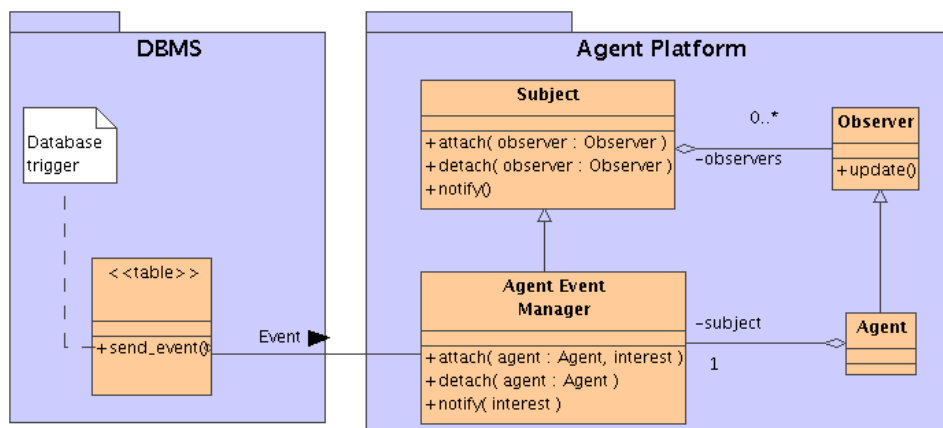 DBMS
Database
trigger
<<table>>
+send_event()
Event
Agent Platform
Subject
+attach( observer : Observer )
+detach( observer : Observer )
+notify()
0..*
-observers
Observer
+update()
Agent Event
Manager
+attach( agent : Agent, interest )
+detach( agent : Agent )
+notify( interest )
-subject
1
Agent